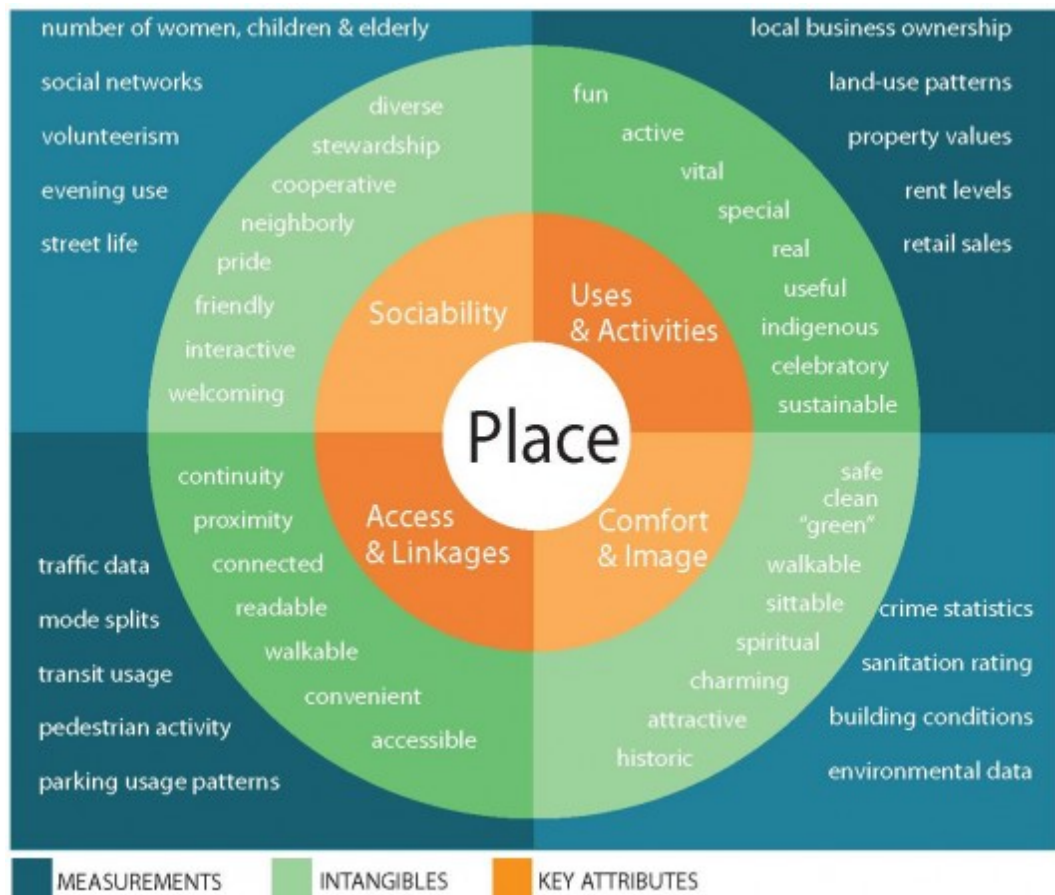 number of women, children & elderly
social networks
volunteerism
evening use
street life
diverse
stewardship
cooperative
neighborly
pride
friendly
interactive
welcoming
Sociability
fun
active
vital
special
real
useful
indigenous
celebratory
sustainable
Uses
& Activities
local business ownership
land-use patterns
property values
rent levels
retail sales
Place
continuity
proximity
connected
readable
walkable
convenient
accessible
Access
& Linkages
traffic data
mode splits
transit usage
pedestrian activity
parking usage patterns
Comfort
& Image
safe
clean
"green"
walkable
sittable
spiritual
charming
attractive
historic
crime statistics
sanitation rating
building conditions
environmental data
MEASUREMENTS
INTANGIBLES
KEY ATTRIBUTES